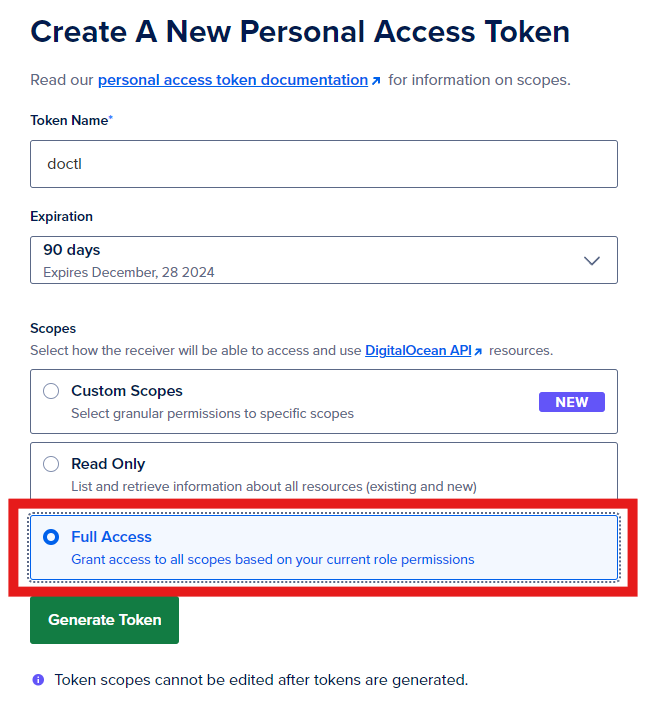 Create A New Personal Access Token
Read our personal access token documentation for information on scopes.
Token Name*
doctl
Expiration
90 days
Expires December, 28 2024
Scopes
Select how the receiver will be able to access and use DigitalOcean API resources.
Custom Scopes
NEW
Select granular permissions to specific scopes
Read Only
List and retrieve information about all resources (existing and new)
Full Access
Grant access to all scopes based on your current role permissions
Generate Token
Token scopes cannot be edited after tokens are generated.